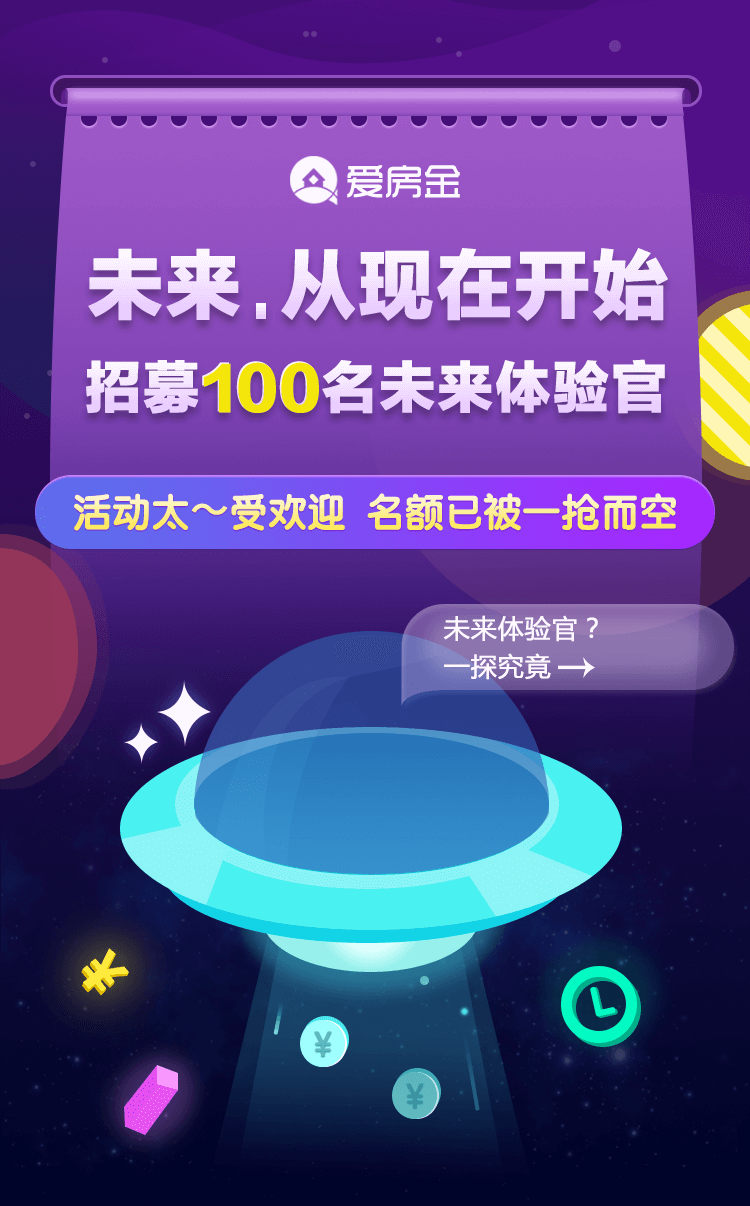 爱房金
未来.从现在开始
招募100名未来体验官
活动太～受欢迎 名额已被一抢而空
未来体验官？
一探究竟→
¥
¥
¥